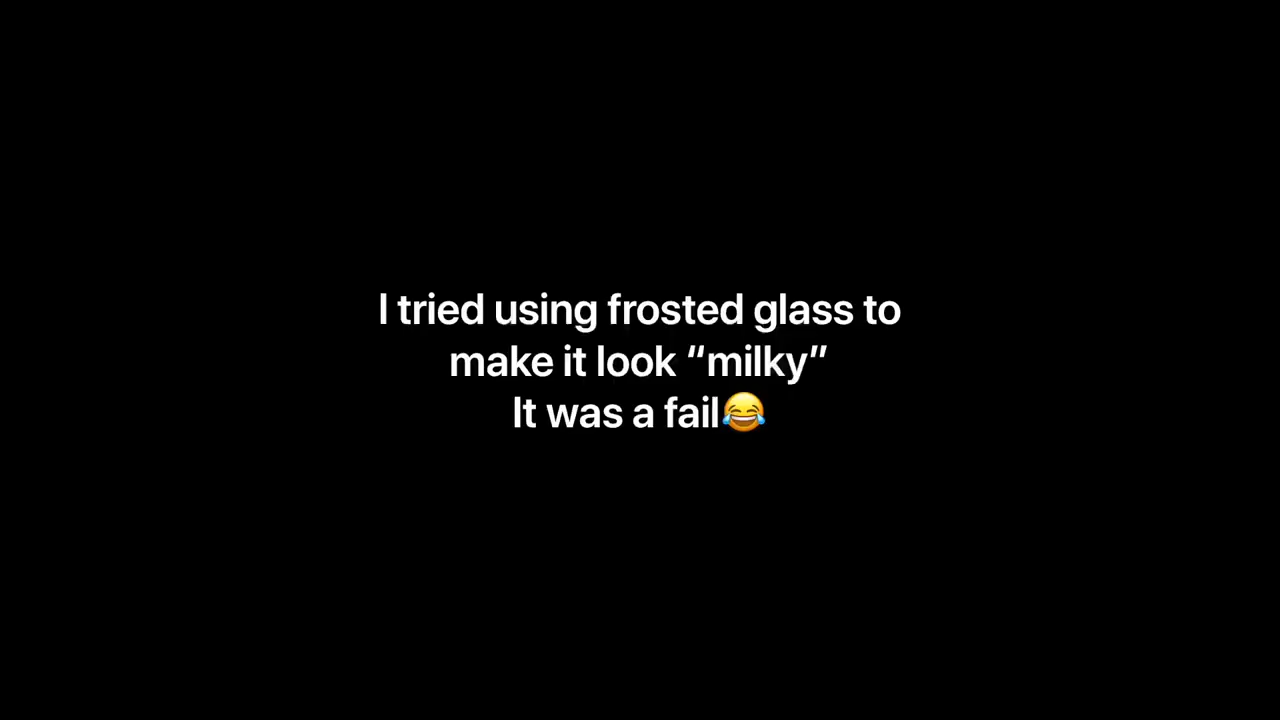 I tried using frosted glass to
make it look “milky”
It was a fail😂